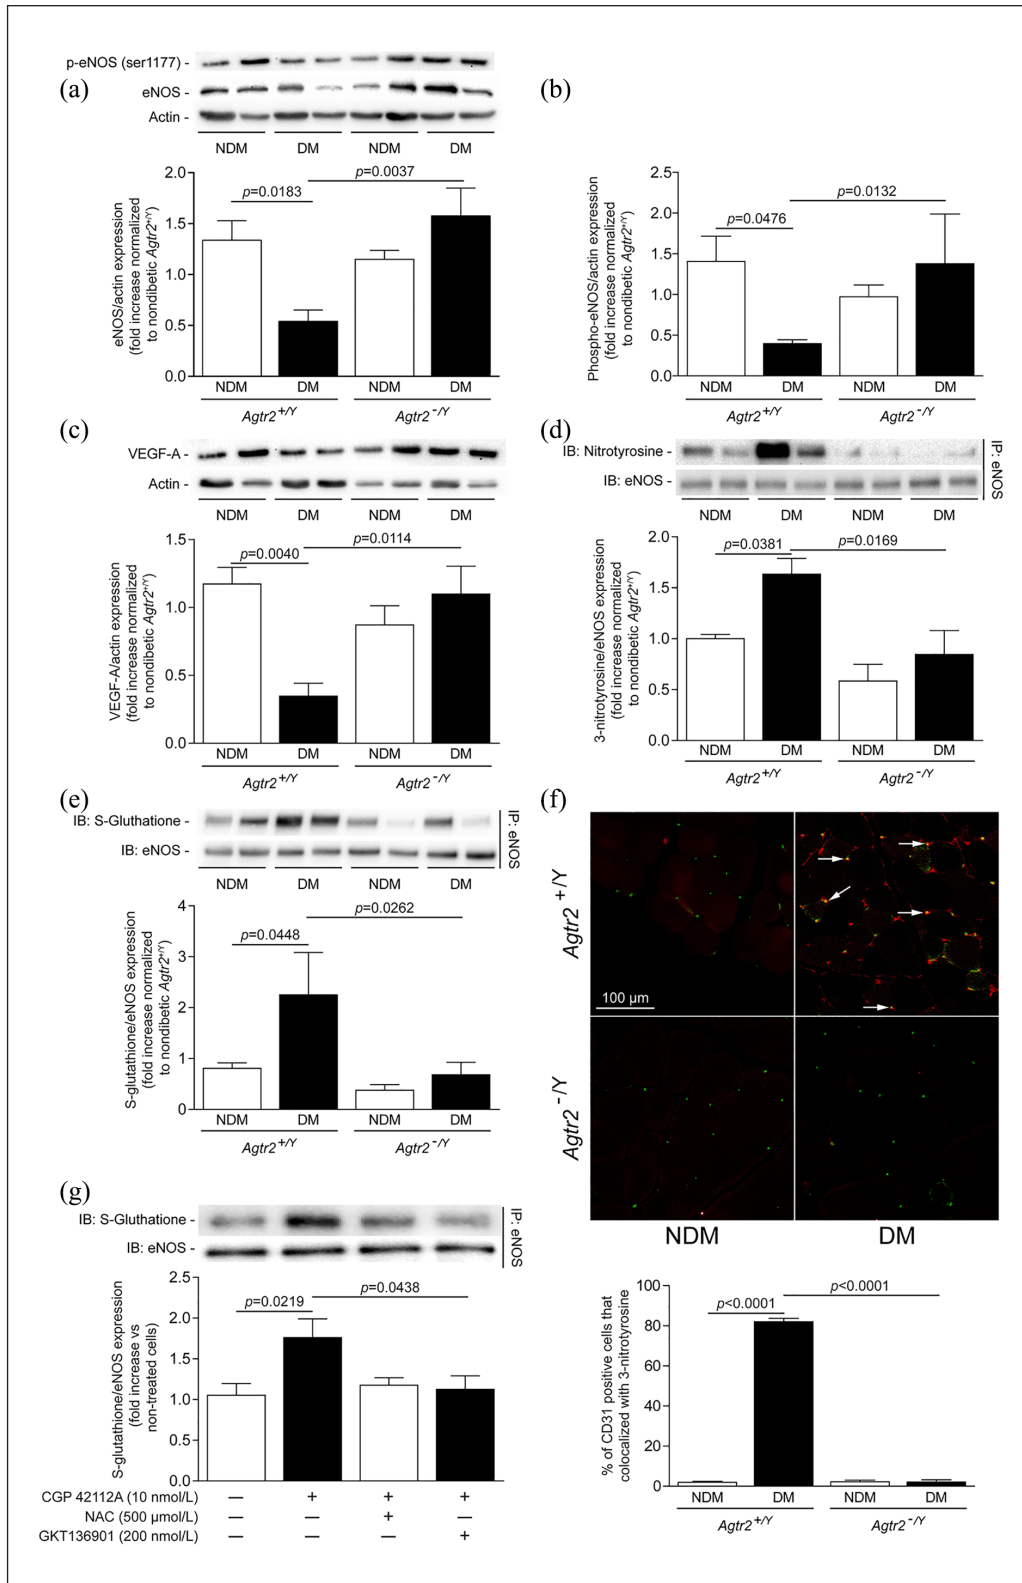 p-eNOS (ser1177) -
(a)
eNOS -
Actin -
NDM DM NDM DM
p=0.0037
p=0.0183
eNOS/actin expression
(fold increase normalized
to nondibetic Agtr2+/Y)
2.0
1.5
1.0
0.5
0.0
NDM DM NDM DM
Agtr2+/Y Agtr2-/Y
(b)
p=0.0132
p=0.0476
Phospho-eNOS/actin expression
(fold increase normalized
to nondibetic Agtr2+/Y)
2.5
2.0
1.5
1.0
0.5
0.0
NDM DM NDM DM
Agtr2+/Y Agtr2-/Y
(c)
VEGF-A -
Actin -
NDM DM NDM DM
p=0.0114
p=0.0040
VEGF-A/actin expression
(fold increase normalized
to nondibetic Agtr2+/Y)
1.5
1.0
0.5
0.0
NDM DM NDM DM
Agtr2+/Y Agtr2-/Y
(d)
IB: Nitrotyrosine -
IB: eNOS -
IP: eNOS
NDM DM NDM DM
p=0.0381 p=0.0169
3-nitrotyrosine/eNOS expression
(fold increase normalized
to nondibetic Agtr2+/Y)
2.0
1.5
1.0
0.5
0.0
NDM DM NDM DM
Agtr2+/Y Agtr2-/Y
(e)
IB: S-Gluthatione -
IB: eNOS -
IP: eNOS
NDM DM NDM DM
p=0.0262
p=0.0448
S-glutathione/eNOS expression
(fold increase normalized
to nondibetic Agtr2+/Y)
4
3
2
1
0
NDM DM NDM DM
Agtr2+/Y Agtr2-/Y
(f)
Agtr2+/Y
100 µm
Agtr2-/Y
NDM DM
p<0.0001
p<0.0001
% of CD31 positive cells that
colocalized with 3-nitrotyrosine
100
80
60
40
20
0
NDM DM NDM DM
Agtr2+/Y Agtr2-/Y
(g)
IB: S-Gluthatione -
IB: eNOS -
IP: eNOS
p=0.0438
p=0.0219
S-glutathione/eNOS expression
(fold increase vs
non-treated cells)
2.5
2.0
1.5
1.0
0.5
0.0
CGP 42112A (10 nmol/L) — + + +
NAC (500 µmol/L) — — + —
GKT136901 (200 nmol/L) — — — +